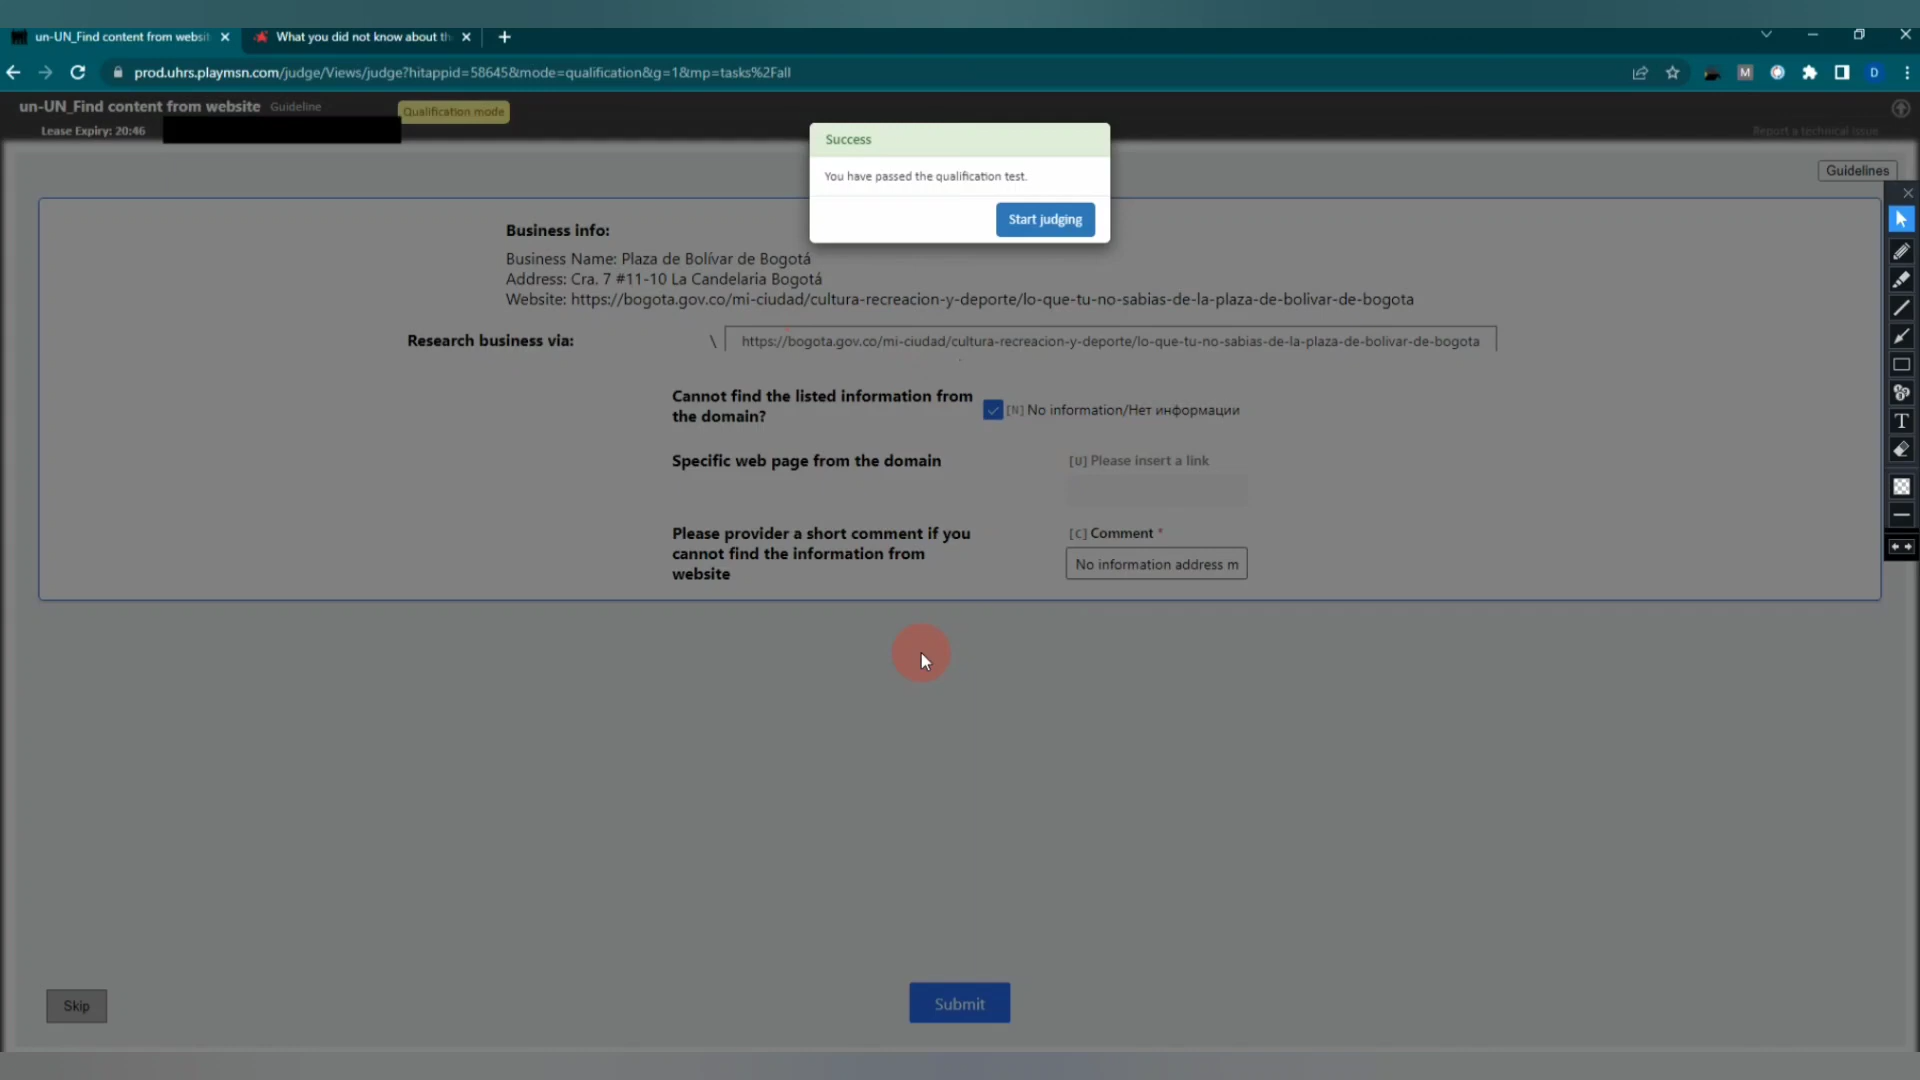 un-UN_Find content from websit
What you did not know about th
prod.uhrs.playmsn.com/judge/Views/judge?hitappid=58645&mode=qualification&g=1&mp=tasks%2Fall
M
D
un-UN_Find content from website Guideline
Qualification mode
Lease Expiry: 20:46
Report a technical issue
Success
You have passed the qualification test.
Start judging
Guidelines
Business info:
Business Name: Plaza de Bolívar de Bogotá
Address: Cra. 7 #11-10 La Candelaria Bogotá
Website: https://bogota.gov.co/mi-ciudad/cultura-recreacion-y-deporte/lo-que-tu-no-sabias-de-la-plaza-de-bolivar-de-bogota
Research business via: \ https://bogota.gov.co/mi-ciudad/cultura-recreacion-y-deporte/lo-que-tu-no-sabias-de-la-plaza-de-bolivar-de-bogota
Cannot find the listed information from
the domain?
[N] No information/Нет информации
Specific web page from the domain
[U] Please insert a link
Please provider a short comment if you
cannot find the information from
website
[C] Comment *
No information address m
T
Skip
Submit